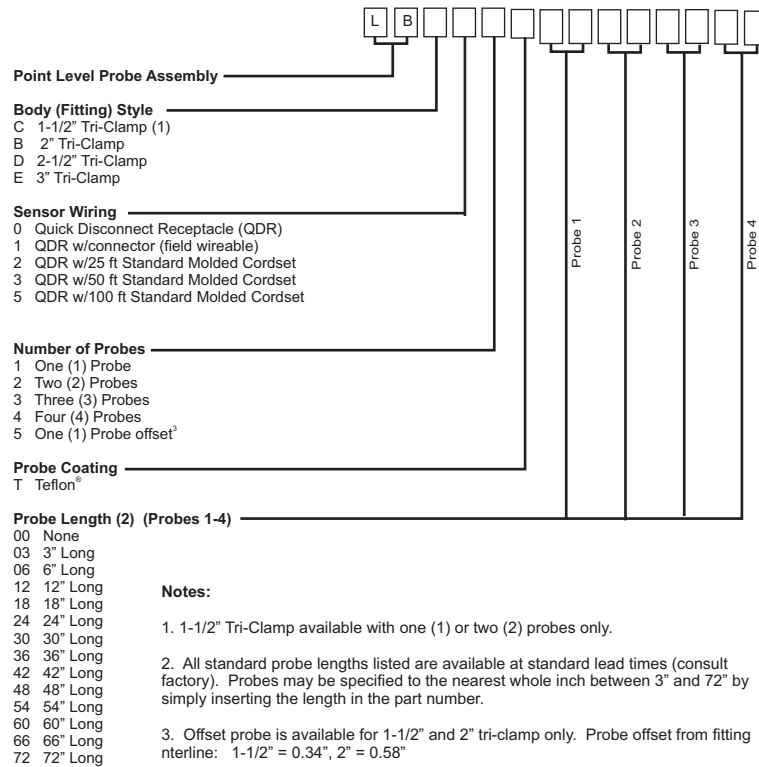 L B
Point Level Probe Assembly
Body (Fitting) Style
C 1-1/2" Tri-Clamp (1)
B 2" Tri-Clamp
D 2-1/2" Tri-Clamp
E 3" Tri-Clamp
Sensor Wiring
0 Quick Disconnect Receptacle (QDR)
1 QDR w/connector (field wireable)
2 QDR w/25 ft Standard Molded Cordset
3 QDR w/50 ft Standard Molded Cordset
5 QDR w/100 ft Standard Molded Cordset
Probe 1
Probe 2
Probe 3
Probe 4
Number of Probes
1 One (1) Probe
2 Two (2) Probes
3 Three (3) Probes
4 Four (4) Probes
5 One (1) Probe offset³
Probe Coating
T Teflon®
Probe Length (2) (Probes 1-4)
00 None
03 3" Long
06 6" Long
12 12" Long
18 18" Long
24 24" Long
30 30" Long
36 36" Long
42 42" Long
48 48" Long
54 54" Long
60 60" Long
66 66" Long
72 72" Long
Notes:
1. 1-1/2" Tri-Clamp available with one (1) or two (2) probes only.
2. All standard probe lengths listed are available at standard lead times (consult
factory). Probes may be specified to the nearest whole inch between 3" and 72" by
simply inserting the length in the part number.
3. Offset probe is available for 1-1/2" and 2" tri-clamp only. Probe offset from fitting
nterline: 1-1/2" = 0.34", 2" = 0.58"